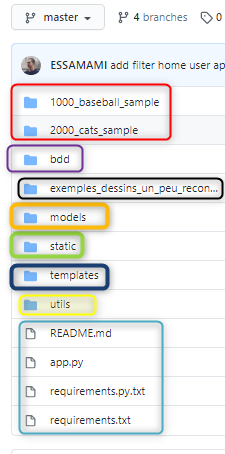 master 4 branches 0
ESSAMAMI add filter home user ap
1000_baseball_sample
2000_cats_sample
bdd
exemples_dessins_un_peu_recon...
models
static
templates
utils
README.md
app.py
requirements.py.txt
requirements.txt